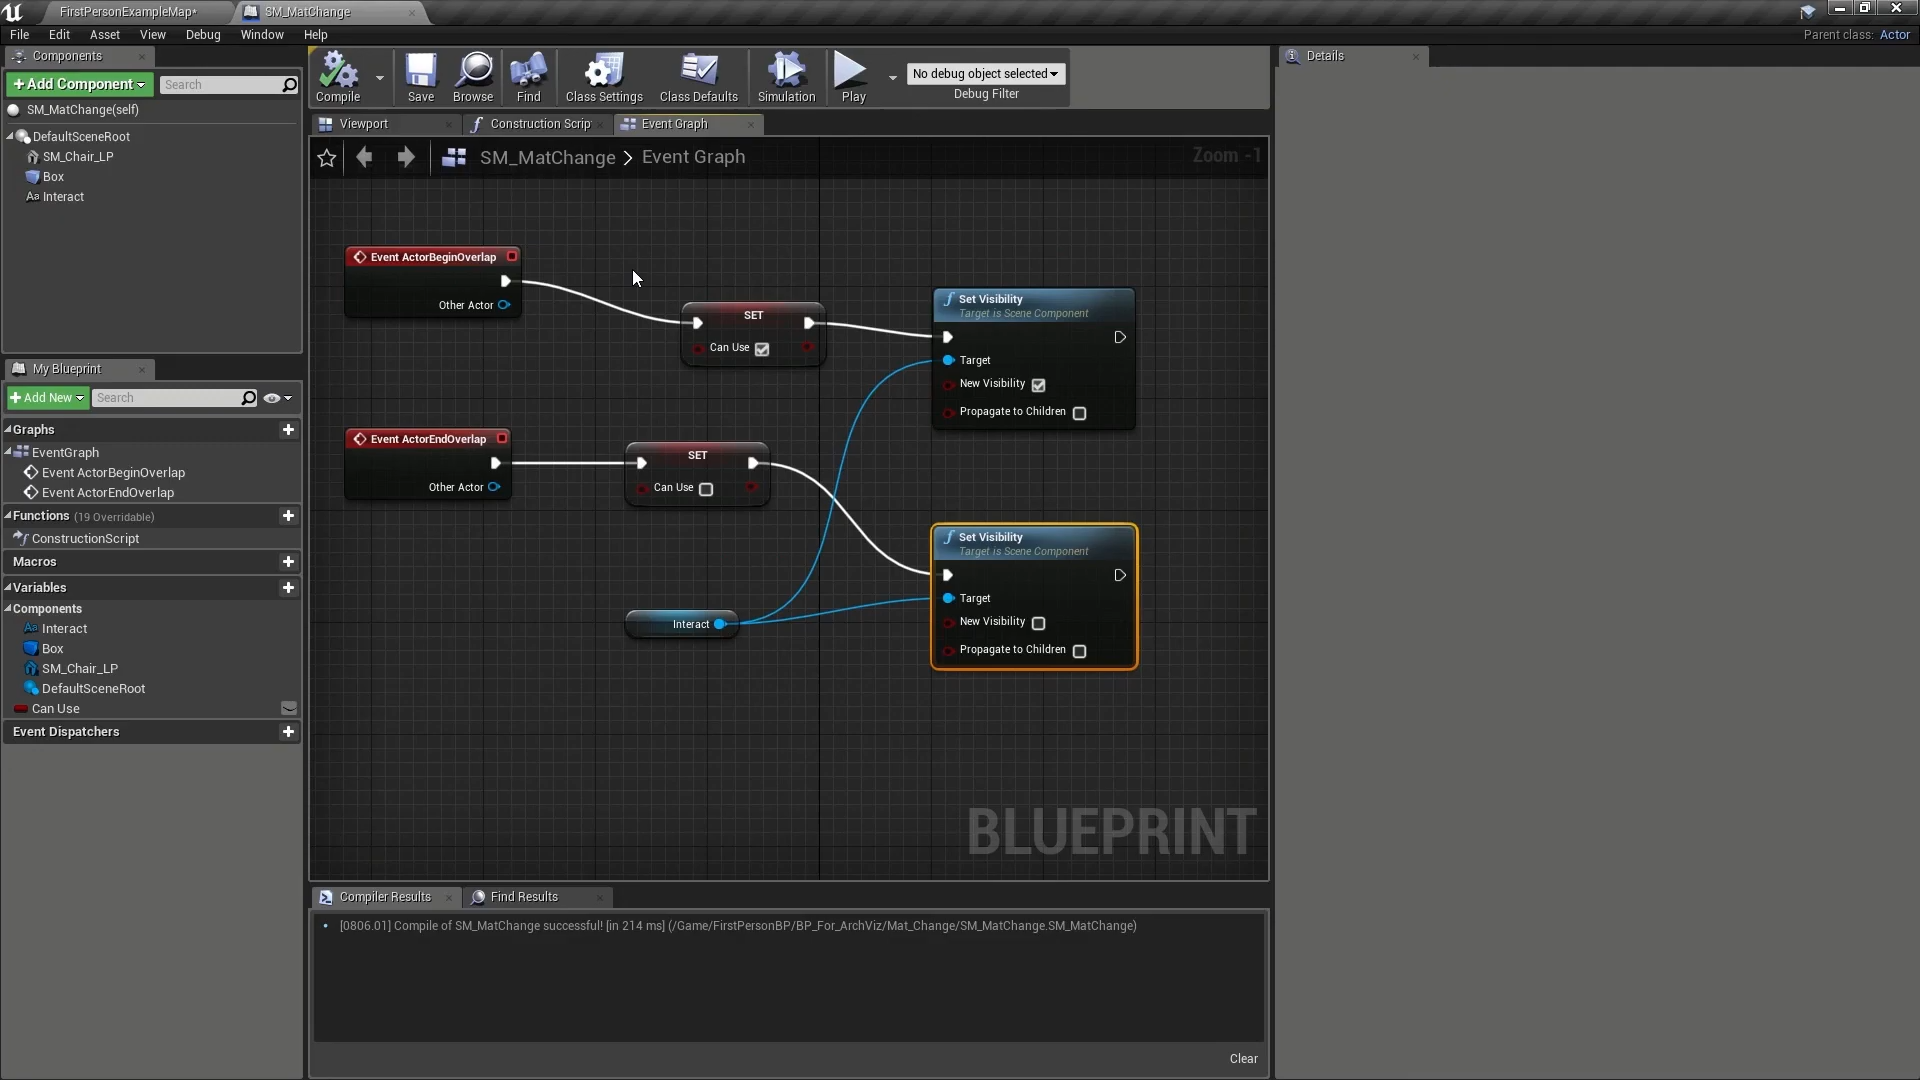 FirstPersonExampleMap*
SM_MatChange
File Edit Asset View Debug Window Help
Parent class: Actor
Components
+Add Component
Search
SM_MatChange(self)
DefaultSceneRoot
SM_Chair_LP
Box
Aa Interact
Compile
Save
Browse
Find
Class Settings
Class Defaults
Simulation
Play
No debug object selected
Debug Filter
Details
Viewport
Construction Scrip
Event Graph
SM_MatChange > Event Graph
Zoom -1
Event ActorBeginOverlap
Other Actor
SET
Can Use
Set Visibility
Target is Scene Component
Target
New Visibility
Propagate to Children
Event ActorEndOverlap
Other Actor
SET
Can Use
Set Visibility
Target is Scene Component
Target
New Visibility
Propagate to Children
Interact
BLUEPRINT
My Blueprint
+Add New
Search
Graphs
EventGraph
Event ActorBeginOverlap
Event ActorEndOverlap
Functions (19 Overridable)
ConstructionScript
Macros
Variables
Components
Aa Interact
Box
SM_Chair_LP
DefaultSceneRoot
Can Use
Event Dispatchers
Compiler Results
Find Results
[0806.01] Compile of SM_MatChange successful! [in 214 ms] (/Game/FirstPersonBP/BP_For_ArchViz/Mat_Change/SM_MatChange.SM_MatChange)
Clear